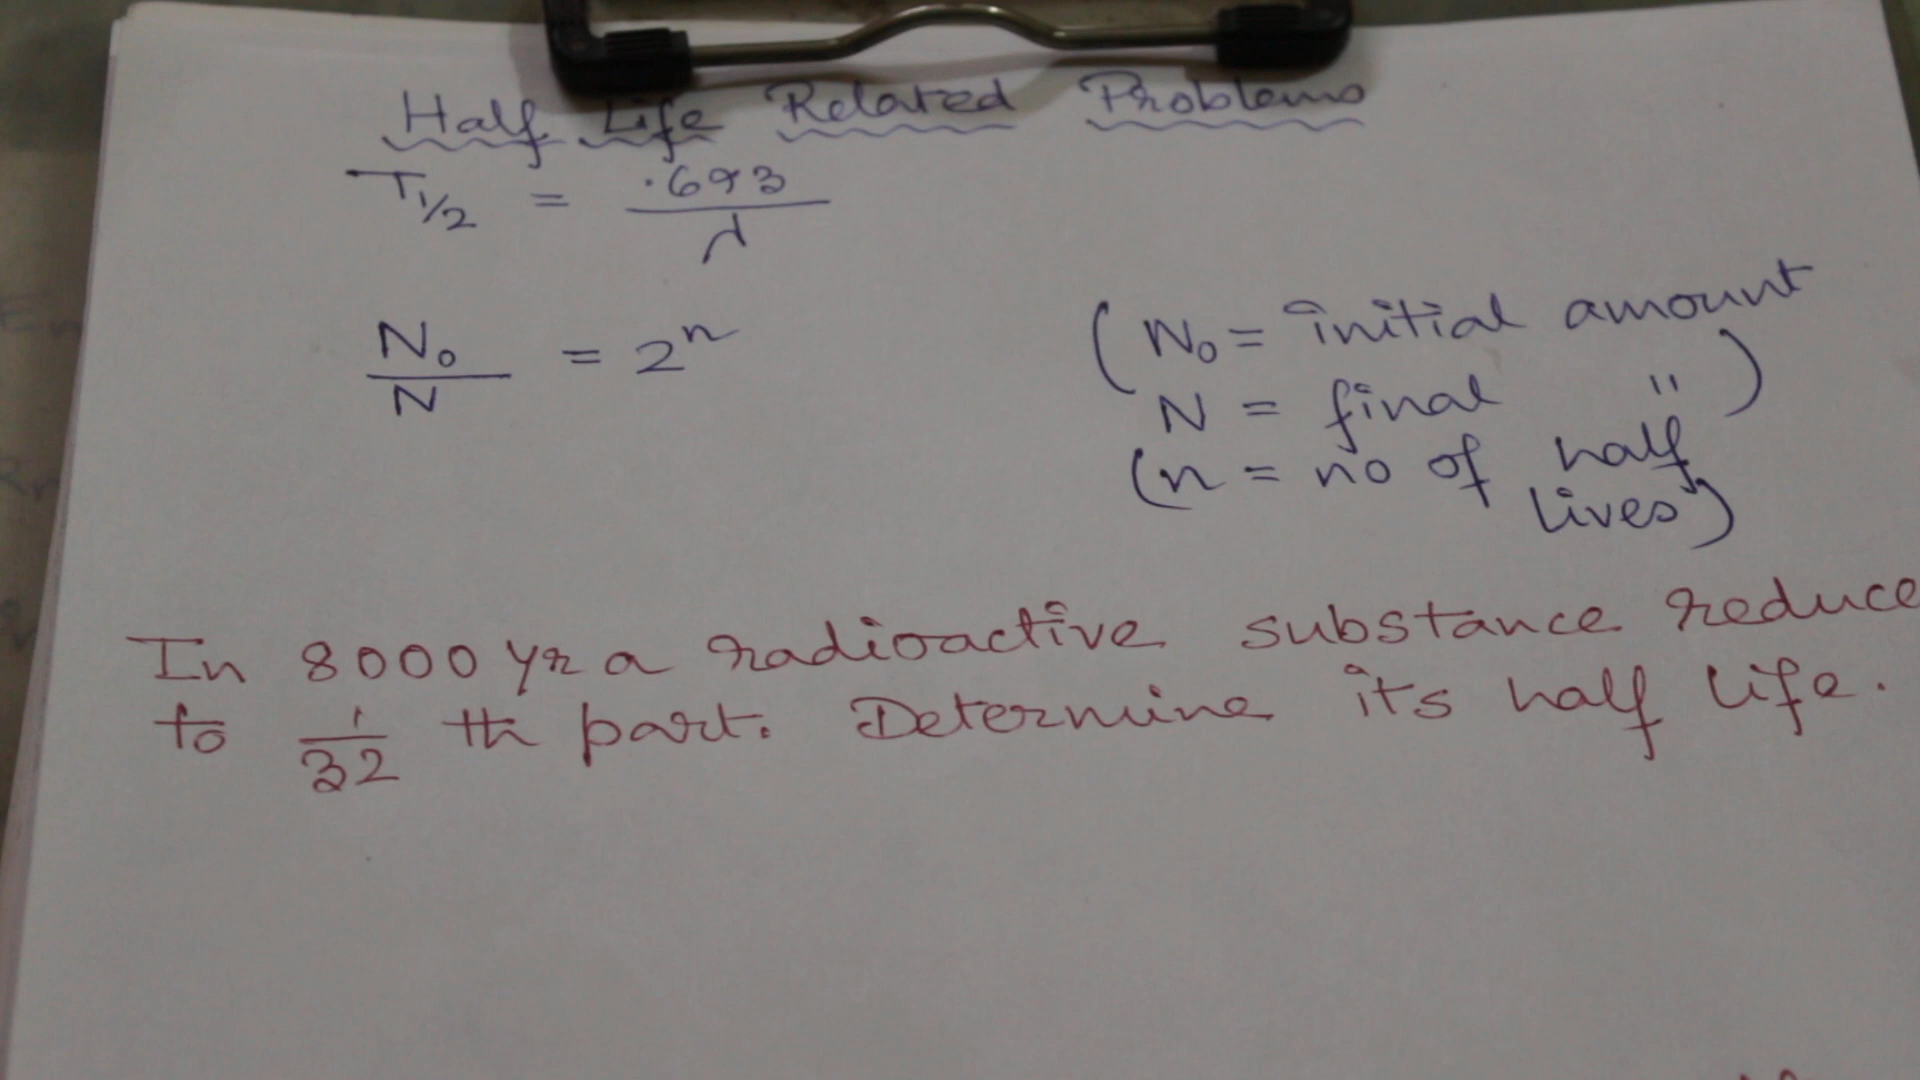 Half Life Related Problems
T1/2 = .693/λ
N₀/N = 2ⁿ
(N₀ = initial amount
N = final ")
(n = no of half
lives)
In 8000 yr a radioactive substance reduce
to 1/32 th part. Determine its half life.